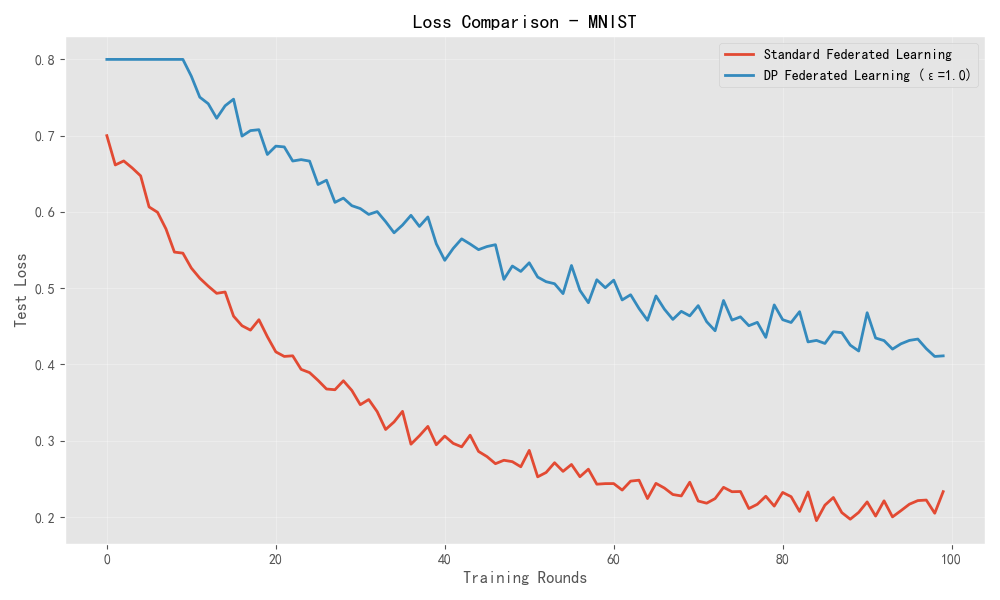 Loss Comparison - MNIST
Standard Federated Learning
DP Federated Learning (ε=1.0)
Test Loss
0.8
0.7
0.6
0.5
0.4
0.3
0.2
0
20
40
60
80
100
Training Rounds